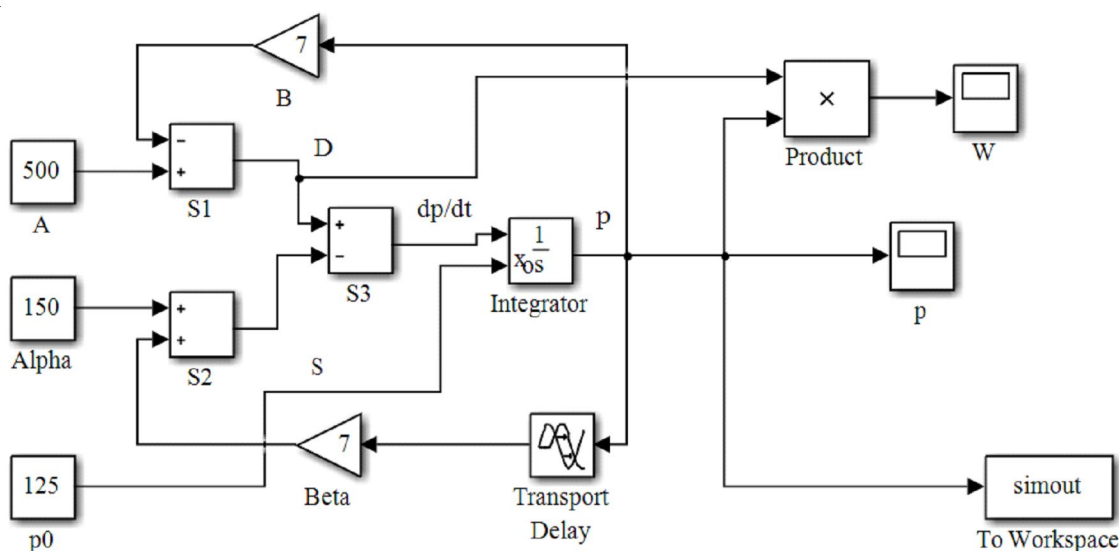 7
B
−
+
500
A
S1
D
×
Product
W
+
−
S3
dp/dt
1
s
xo
Integrator
p
p
150
Alpha
+
+
S2
S
7
Beta
Transport
Delay
125
p0
simout
To Workspace